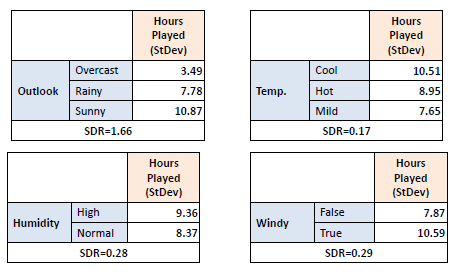 Hours
Played
(StDev)
Outlook
Overcast 3.49
Rainy 7.78
Sunny 10.87
SDR=1.66
Hours
Played
(StDev)
Temp.
Cool 10.51
Hot 8.95
Mild 7.65
SDR=0.17
Hours
Played
(StDev)
Humidity
High 9.36
Normal 8.37
SDR=0.28
Hours
Played
(StDev)
Windy
False 7.87
True 10.59
SDR=0.29